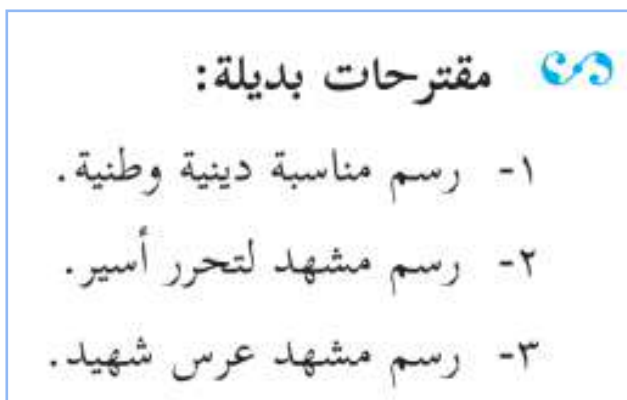 مقترحات بديلة:
١- رسم مناسبة دينية وطنية.
٢- رسم مشهد لتحرر أسير.
٣- رسم مشهد عرس شهيد.